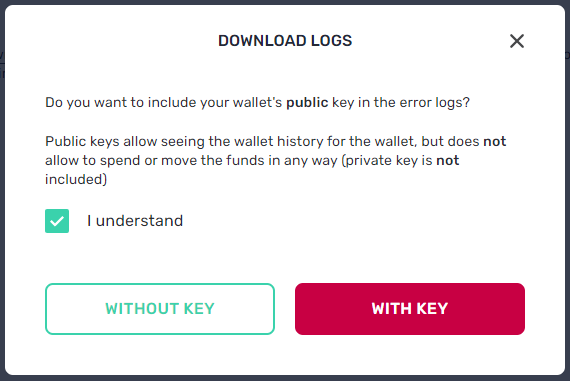 DOWNLOAD LOGS
Do you want to include your wallet's public key in the error logs?
Public keys allow seeing the wallet history for the wallet, but does not
allow to spend or move the funds in any way (private key is not
included)
I understand
WITHOUT KEY
WITH KEY